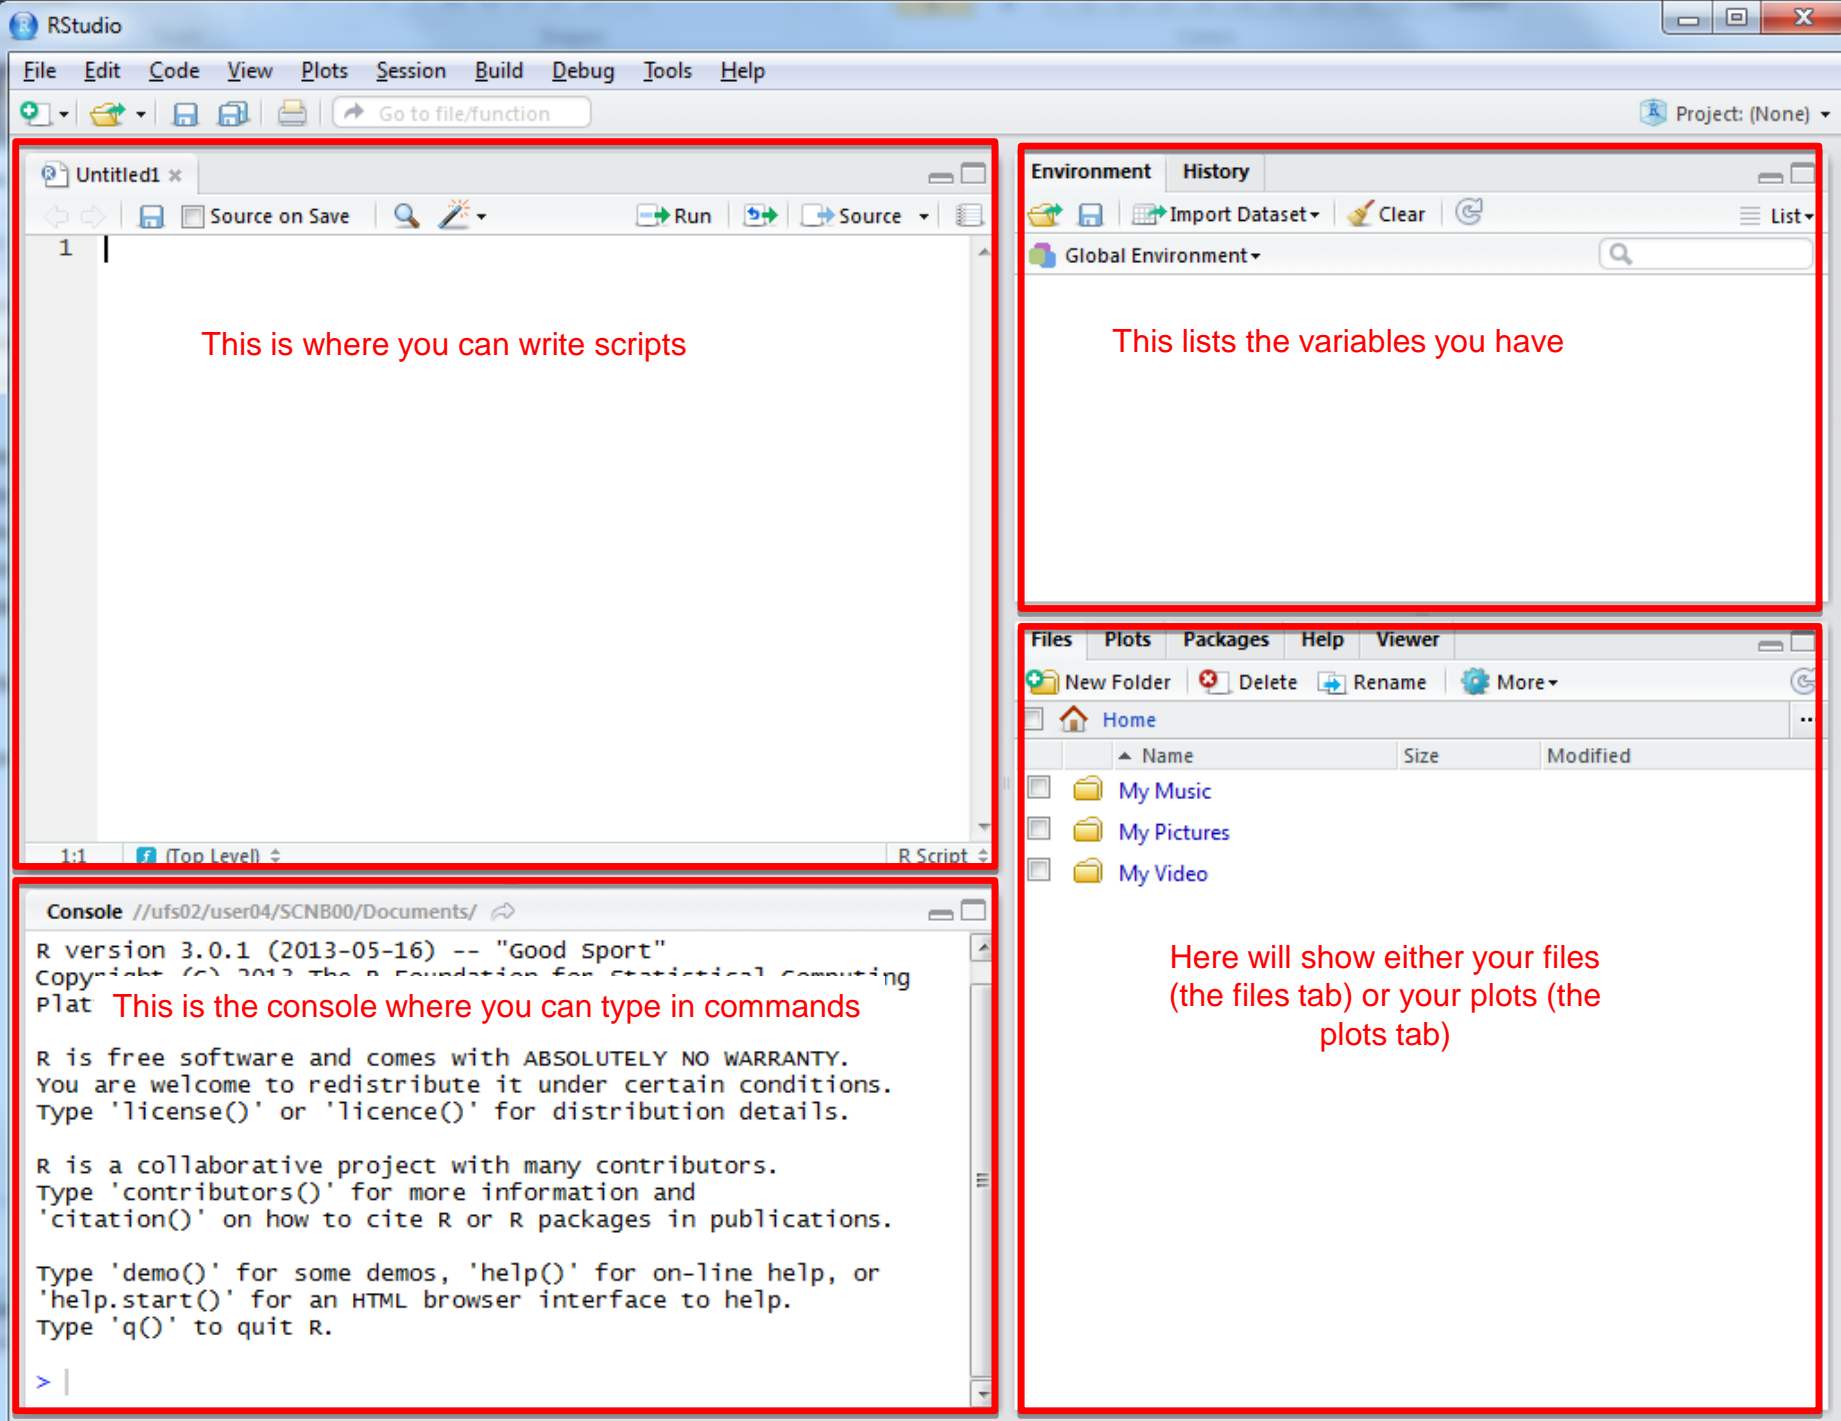 RStudio
File Edit Code View Plots Session Build Debug Tools Help
Go to file/function
Project: (None)
Untitled1
Source on Save Run Source
1
This is where you can write scripts
1:1 (Top Level) R Script
Console //ufs02/user04/SCNB00/Documents/
R version 3.0.1 (2013-05-16) -- "Good Sport"
Copyright (C) 2013 The R Foundation for Statistical Computing
Plat
This is the console where you can type in commands
R is free software and comes with ABSOLUTELY NO WARRANTY.
You are welcome to redistribute it under certain conditions.
Type 'license()' or 'licence()' for distribution details.
R is a collaborative project with many contributors.
Type 'contributors()' for more information and
'citation()' on how to cite R or R packages in publications.
Type 'demo()' for some demos, 'help()' for on-line help, or
'help.start()' for an HTML browser interface to help.
Type 'q()' to quit R.
>
Environment History
Import Dataset Clear List
Global Environment
This lists the variables you have
Files Plots Packages Help Viewer
New Folder Delete Rename More
Home ...
Name Size Modified
My Music
My Pictures
My Video
Here will show either your files
(the files tab) or your plots (the
plots tab)